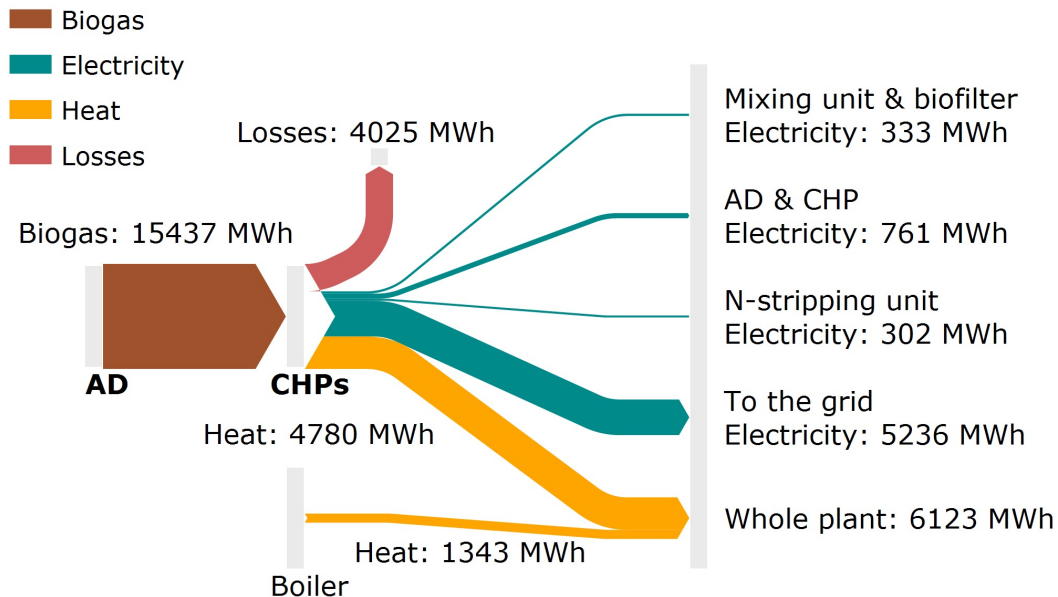 Biogas
Electricity
Heat
Losses
Losses: 4025 MWh
Biogas: 15437 MWh
AD
CHPs
Heat: 4780 MWh
Heat: 1343 MWh
Boiler
Mixing unit & biofilter
Electricity: 333 MWh
AD & CHP
Electricity: 761 MWh
N-stripping unit
Electricity: 302 MWh
To the grid
Electricity: 5236 MWh
Whole plant: 6123 MWh